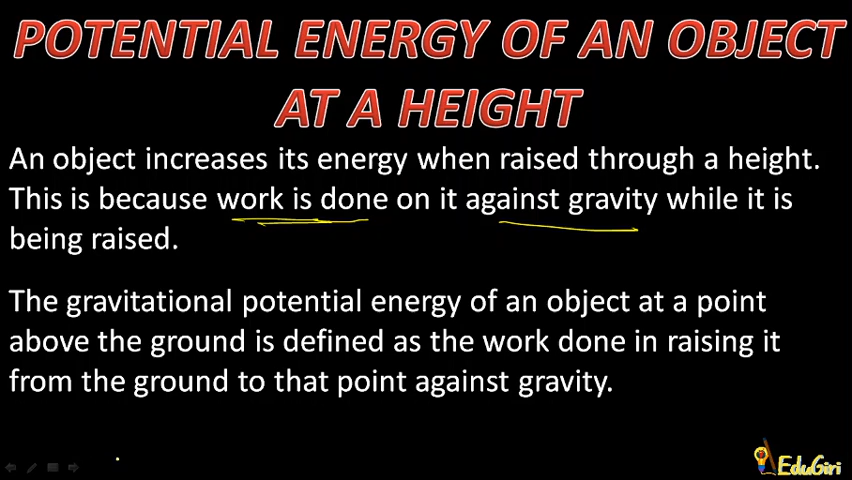 POTENTIAL ENERGY OF AN OBJECT
AT A HEIGHT
An object increases its energy when raised through a height.
This is because work is done on it against gravity while it is
being raised.
The gravitational potential energy of an object at a point
above the ground is defined as the work done in raising it
from the ground to that point against gravity.
EduGiri